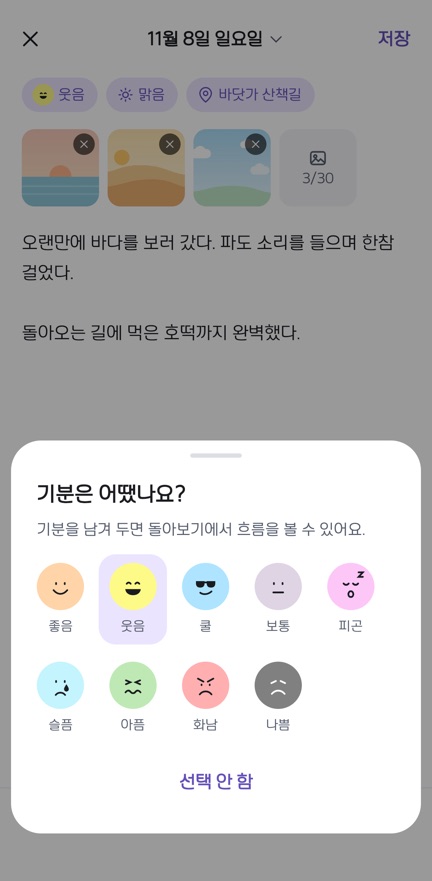 11월 8일 일요일
저장
웃음
맑음
바닷가 산책길
3/30
오랜만에 바다를 보러 갔다. 파도 소리를 들으며 한참
걸었다.
돌아오는 길에 먹은 호떡까지 완벽했다.
기분은 어땠나요?
기분을 남겨 두면 돌아보기에서 흐름을 볼 수 있어요.
좋음
웃음
쿨
보통
피곤
슬픔
아픔
화남
나쁨
선택 안 함